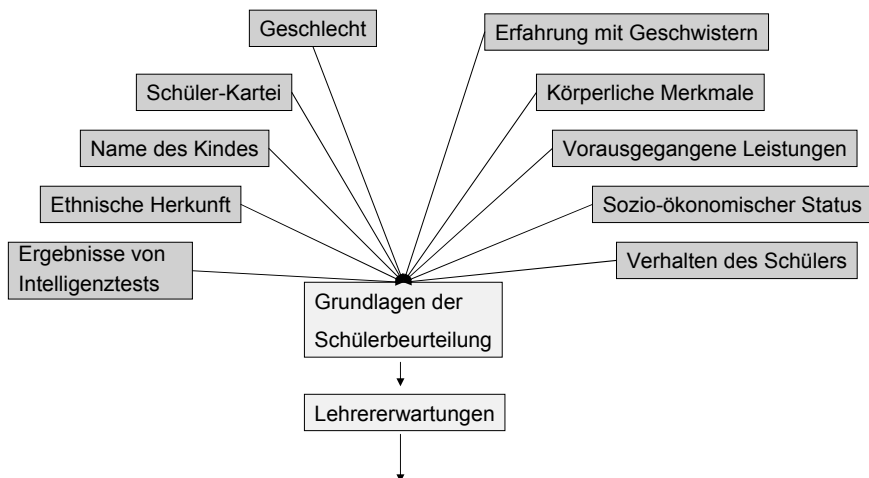 Geschlecht
Erfahrung mit Geschwistern
Schüler-Kartei
Körperliche Merkmale
Name des Kindes
Vorausgegangene Leistungen
Ethnische Herkunft
Sozio-ökonomischer Status
Ergebnisse von
Intelligenztests
Verhalten des Schülers
Grundlagen der
Schülerbeurteilung
Lehrererwartungen